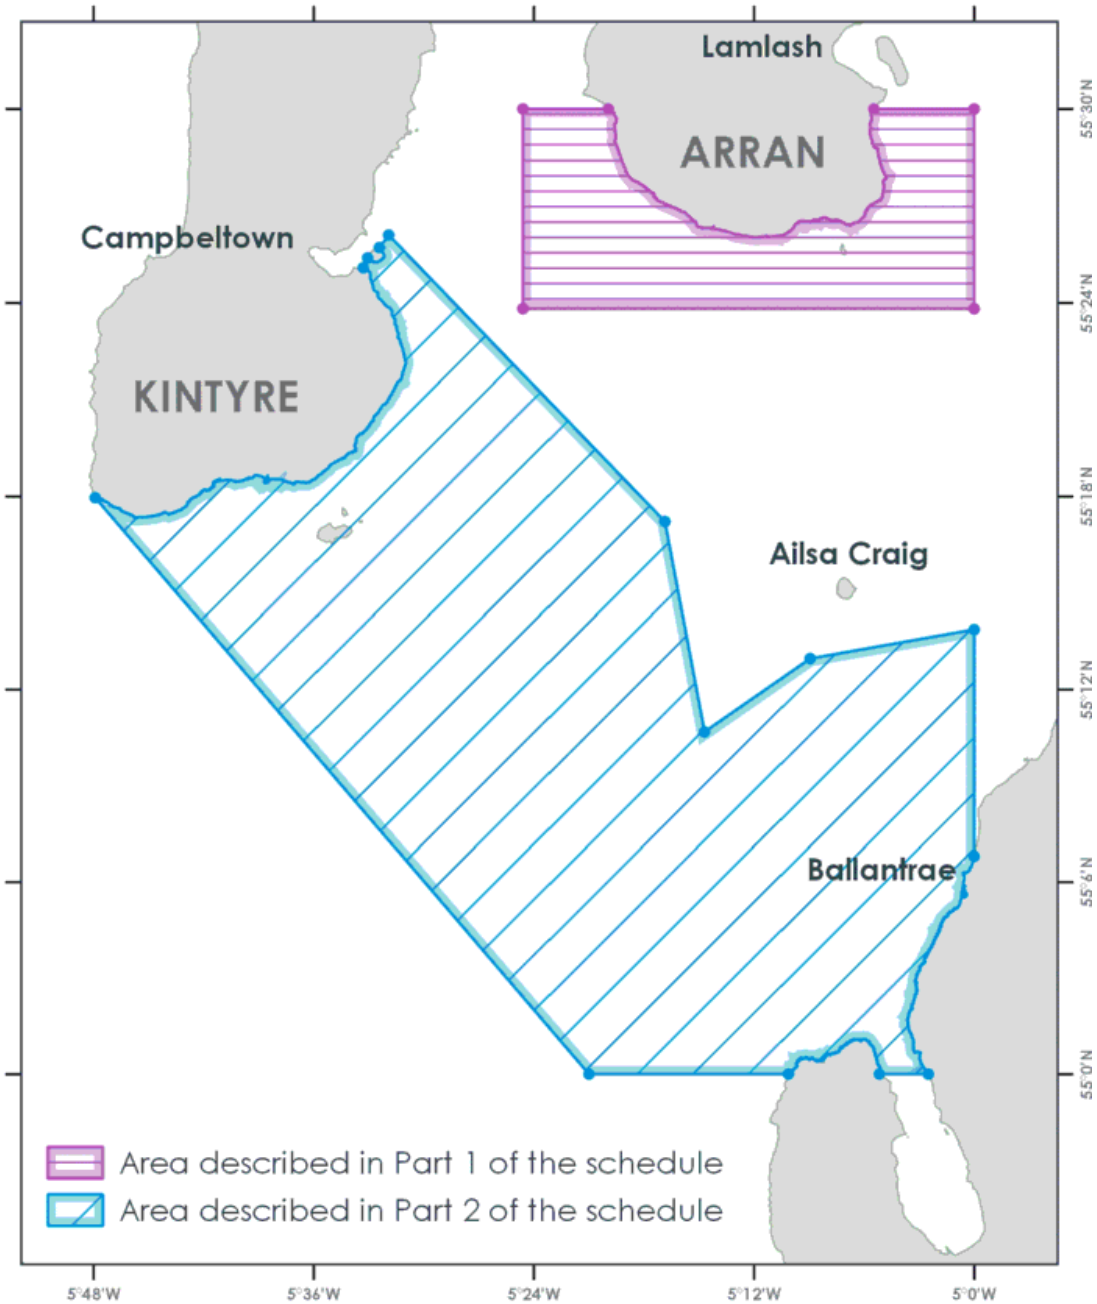 Lamlash
55°30'N
ARRAN
Campbeltown
55°24'N
KINTYRE
55°18'N
Ailsa Craig
55°12'N
Ballantrae
55°6'N
55°0'N
Area described in Part 1 of the schedule
Area described in Part 2 of the schedule
5°48'W
5°36'W
5°24'W
5°12'W
5°0'W